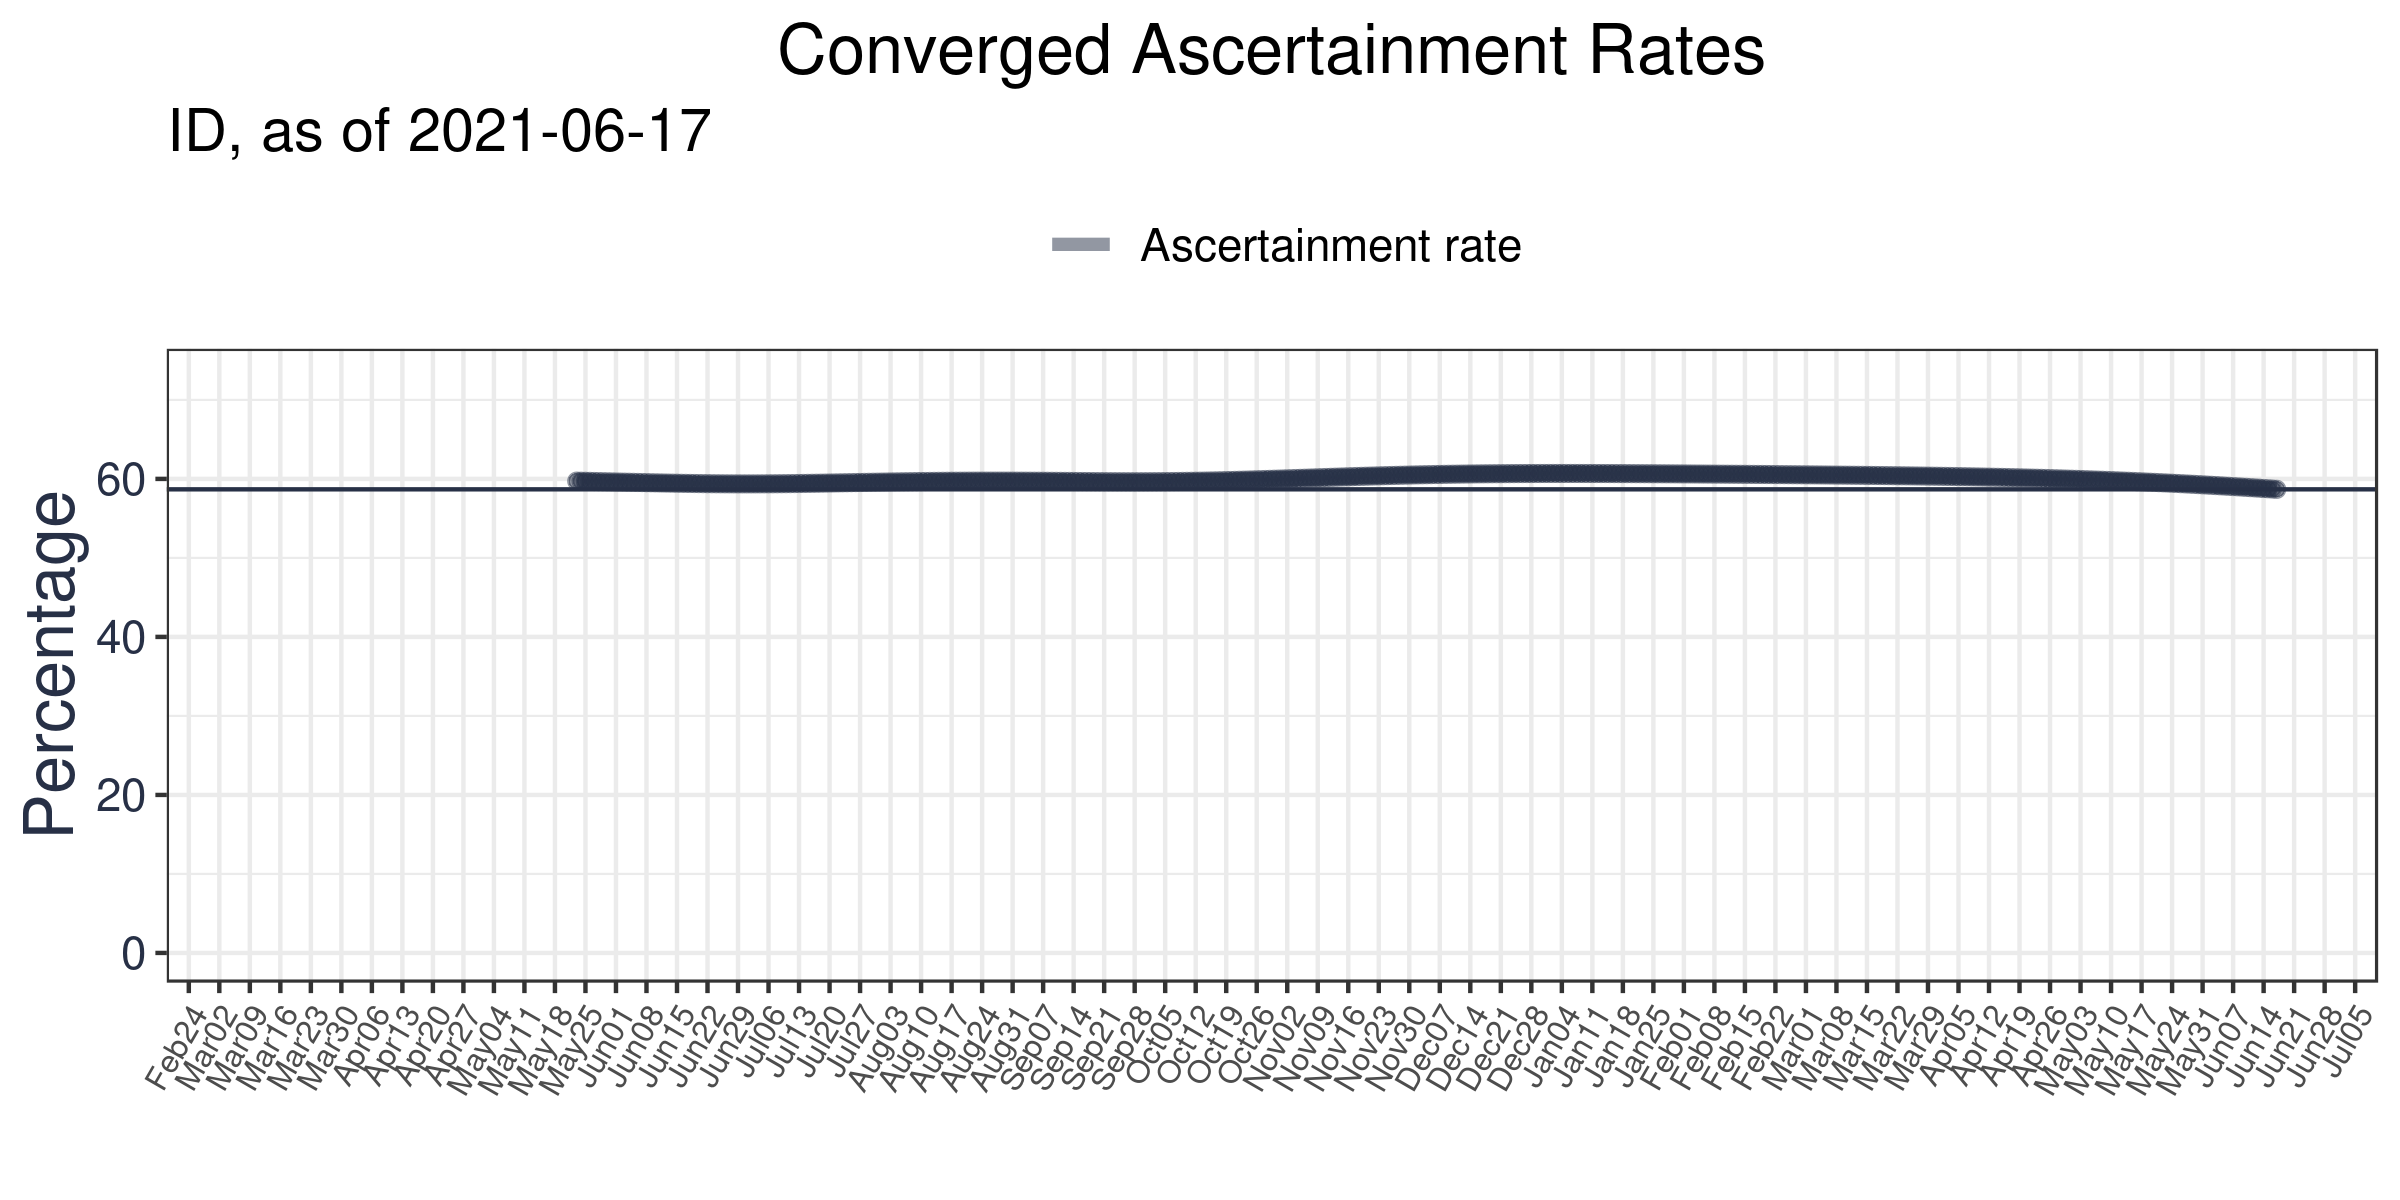 Converged Ascertainment Rates
ID, as of 2021-06-17
Ascertainment rate
Percentage
60
40
20
0
Feb24 Mar02 Mar09 Mar16 Mar23 Mar30 Apr06 Apr13 Apr20 Apr27 May04 May11 May18 May25 Jun01 Jun08 Jun15 Jun22 Jun29 Jul06 Jul13 Jul20 Jul27 Aug03 Aug10 Aug17 Aug24 Aug31 Sep07 Sep14 Sep21 Sep28 Oct05 Oct12 Oct19 Oct26 Nov02 Nov09 Nov16 Nov23 Nov30 Dec07 Dec14 Dec21 Dec28 Jan04 Jan11 Jan18 Jan25 Feb01 Feb08 Feb15 Feb22 Mar01 Mar08 Mar15 Mar22 Mar29 Apr05 Apr12 Apr19 Apr26 May03 May10 May17 May24 May31 Jun07 Jun14 Jun21 Jun28 Jul05